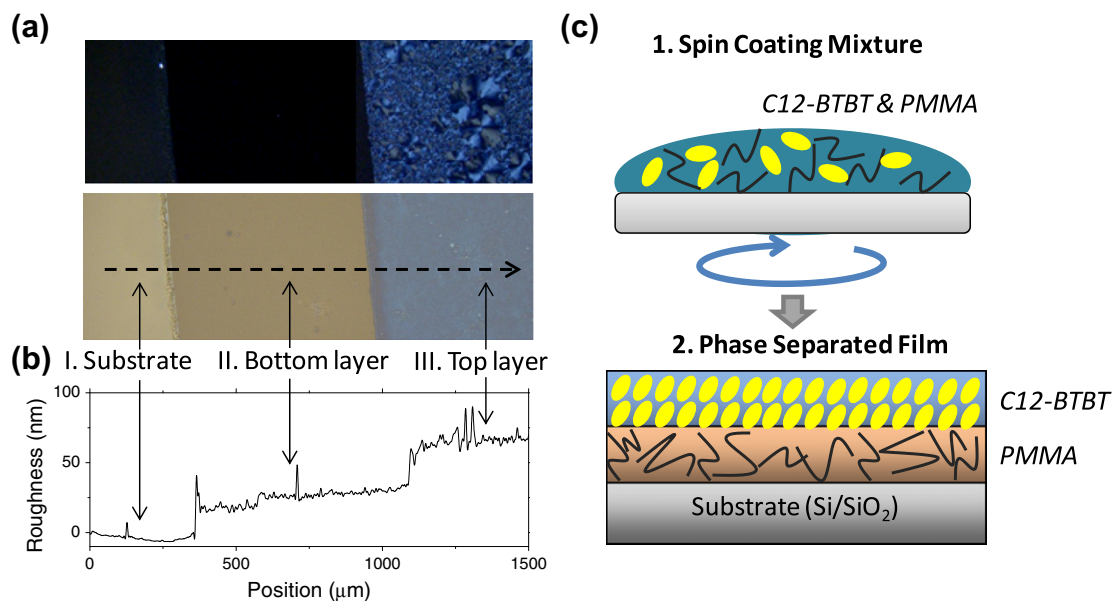 (a)
I. Substrate
II. Bottom layer
III. Top layer
(b)
100
50
0
Roughness (nm)
0
500
1000
1500
Position (μm)
(c)
1. Spin Coating Mixture
C12-BTBT & PMMA
2. Phase Separated Film
C12-BTBT
PMMA
Substrate (Si/SiO₂)